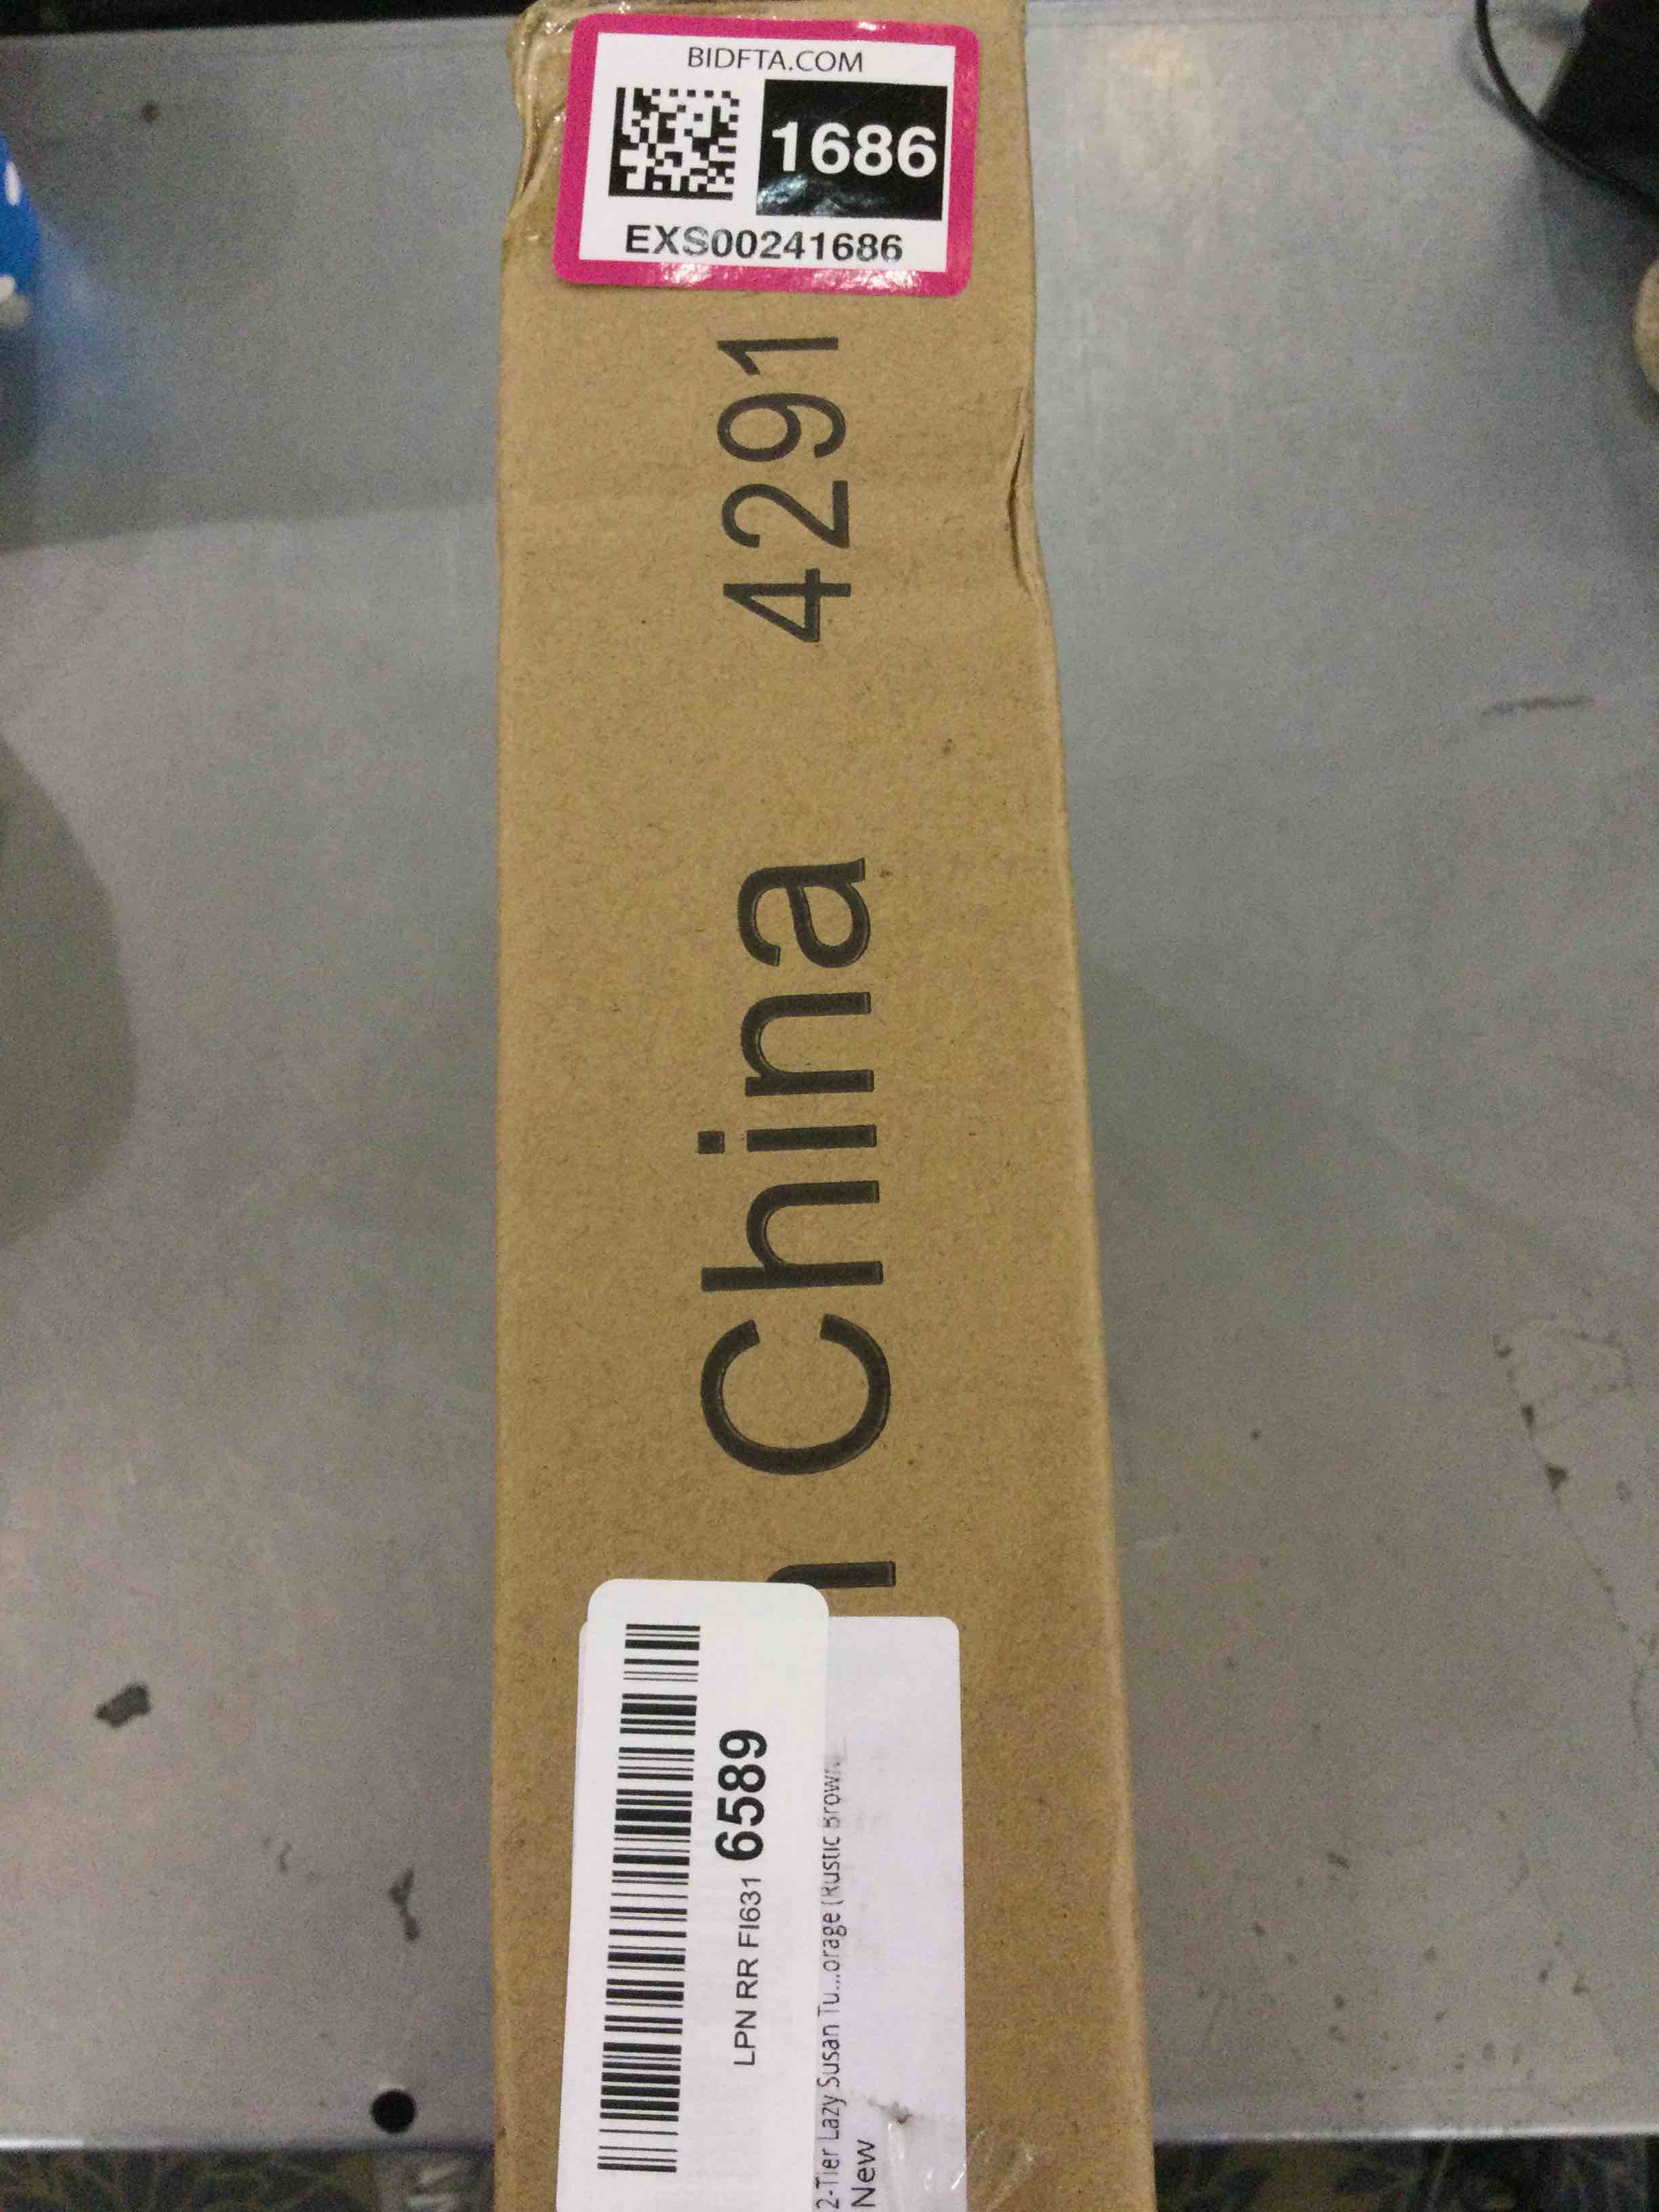 BIDFTA.COM
1686
EXS00241686
China 4291
LPN RR FI631 6589
2-Tier Lazy Susan Tu...orage (Rustic Brown
New